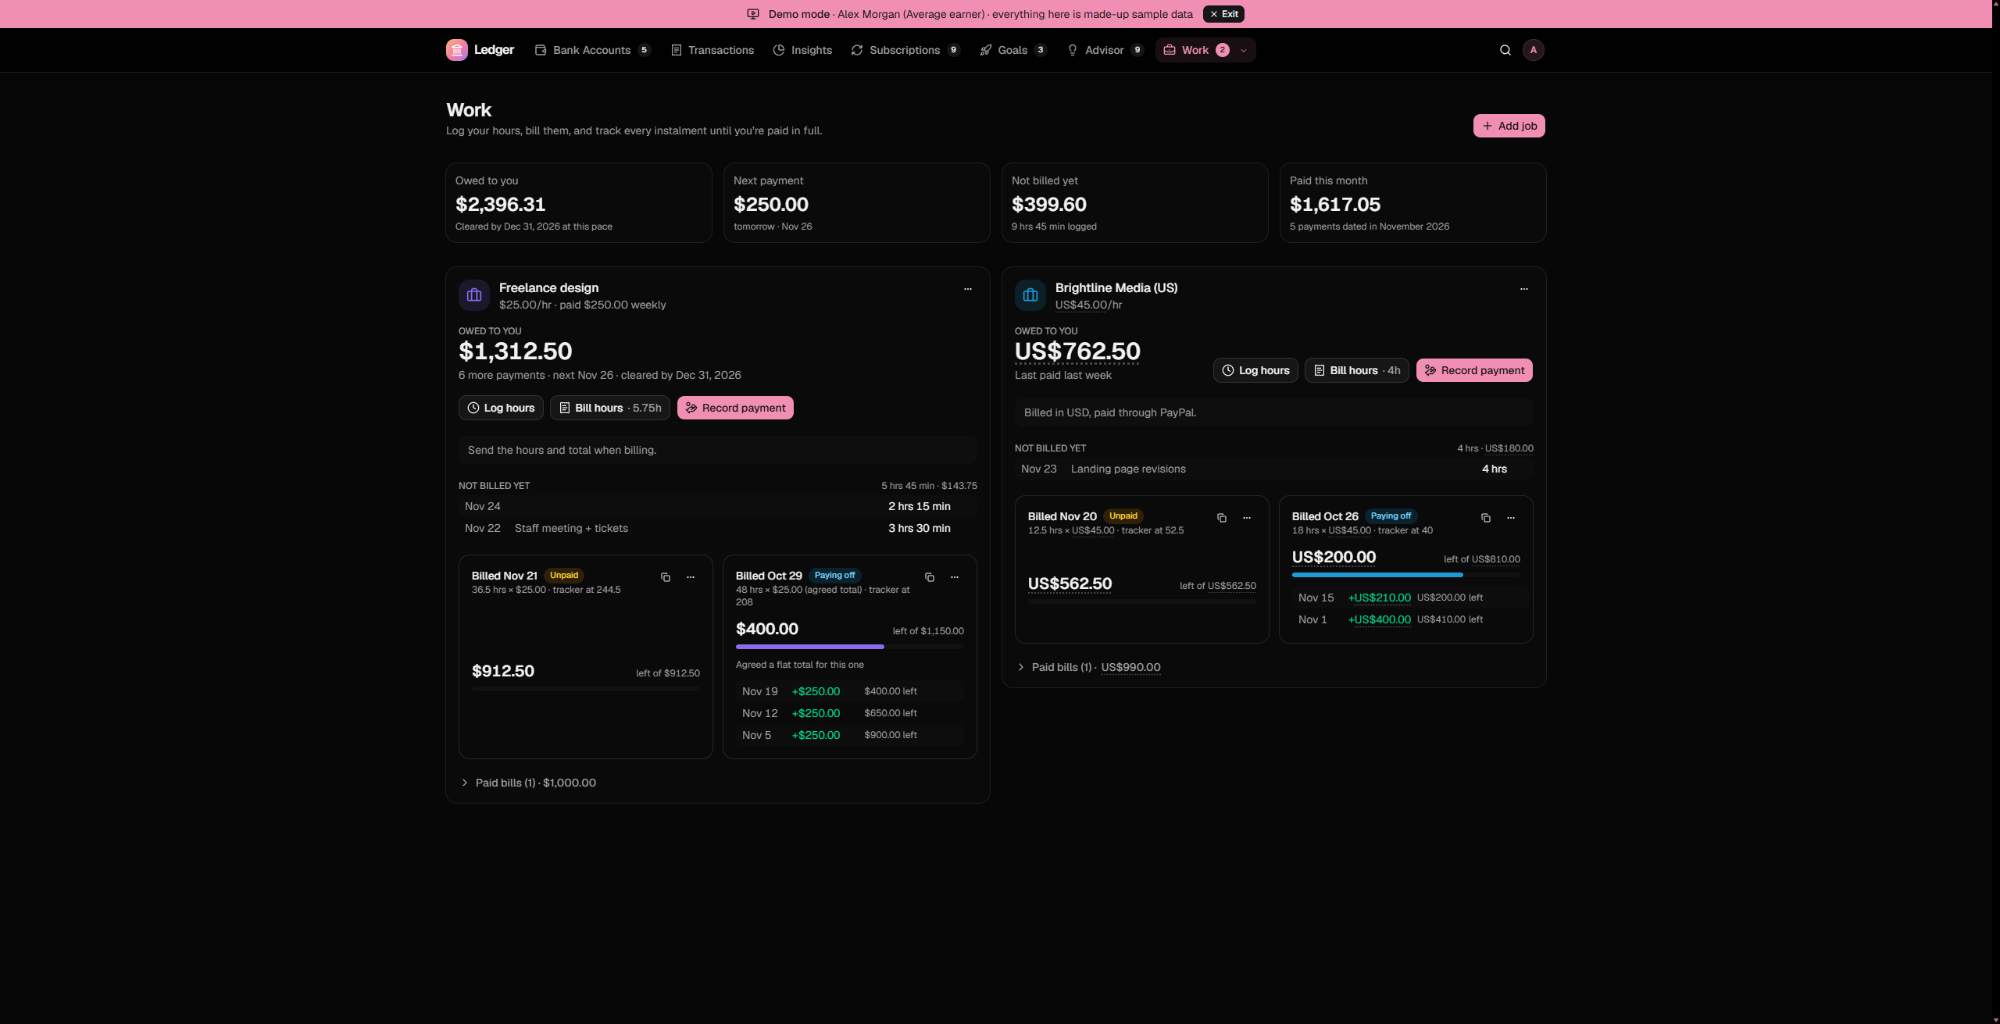 Demo mode · Alex Morgan (Average earner) · everything here is made-up sample data
Exit
Ledger
Bank Accounts 5
Transactions
Insights
Subscriptions 9
Goals 3
Advisor 9
Work 2
A
Work
Log your hours, bill them, and track every instalment until you're paid in full.
Add job
Owed to you
$2,396.31
Cleared by Dec 31, 2026 at this pace
Next payment
$250.00
tomorrow · Nov 26
Not billed yet
$399.60
9 hrs 45 min logged
Paid this month
$1,617.05
5 payments dated in November 2026
Freelance design
$25.00/hr · paid $250.00 weekly
OWED TO YOU
$1,312.50
6 more payments · next Nov 26 · cleared by Dec 31, 2026
Log hours
Bill hours · 5.75h
Record payment
Send the hours and total when billing.
NOT BILLED YET
5 hrs 45 min · $143.75
Nov 24
2 hrs 15 min
Nov 22 Staff meeting + tickets
3 hrs 30 min
Billed Nov 21 Unpaid
36.5 hrs × $25.00 · tracker at 244.5
$912.50
left of $912.50
Billed Oct 29 Paying off
48 hrs × $25.00 (agreed total) · tracker at
208
$400.00
left of $1,150.00
Agreed a flat total for this one
Nov 19 +$250.00 $400.00 left
Nov 12 +$250.00 $650.00 left
Nov 5 +$250.00 $900.00 left
Paid bills (1) · $1,000.00
Brightline Media (US)
US$45.00/hr
OWED TO YOU
US$762.50
Last paid last week
Log hours
Bill hours · 4h
Record payment
Billed in USD, paid through PayPal.
NOT BILLED YET
4 hrs · US$180.00
Nov 23 Landing page revisions
4 hrs
Billed Nov 20 Unpaid
12.5 hrs × US$45.00 · tracker at 52.5
US$562.50
left of US$562.50
Billed Oct 26 Paying off
18 hrs × US$45.00 · tracker at 40
US$200.00
left of US$810.00
Nov 15 +US$210.00 US$200.00 left
Nov 1 +US$400.00 US$410.00 left
Paid bills (1) · US$990.00